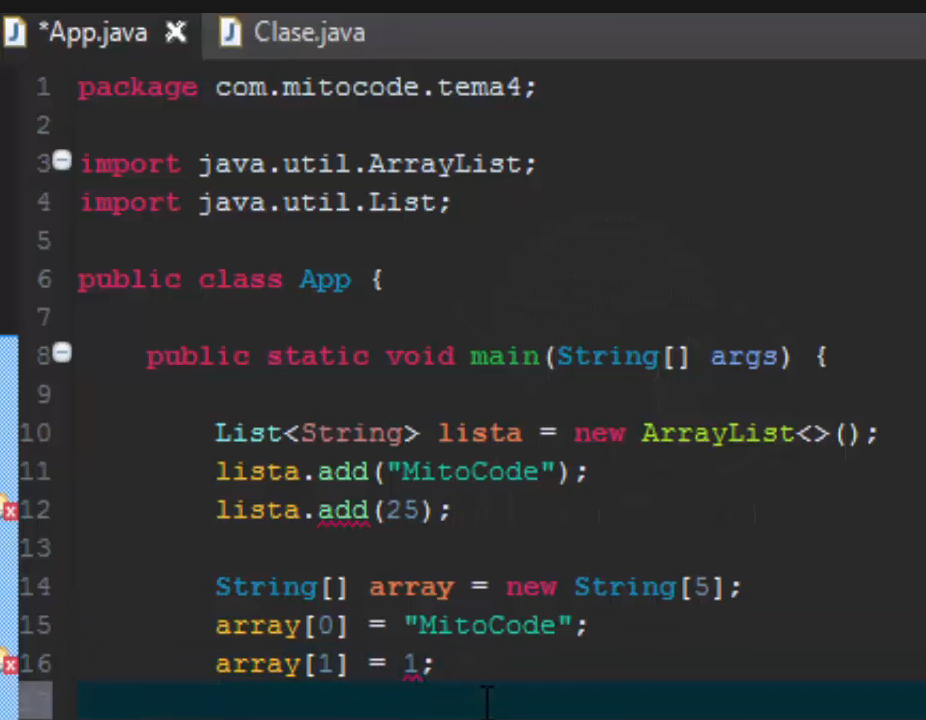 *App.java Clase.java
1 package com.mitocode.tema4;
2
3 import java.util.ArrayList;
4 import java.util.List;
5
6 public class App {
7
8 public static void main(String[] args) {
9
10 List<String> lista = new ArrayList<>();
11 lista.add("MitoCode");
12 lista.add(25);
13
14 String[] array = new String[5];
15 array[0] = "MitoCode";
16 array[1] = 1;